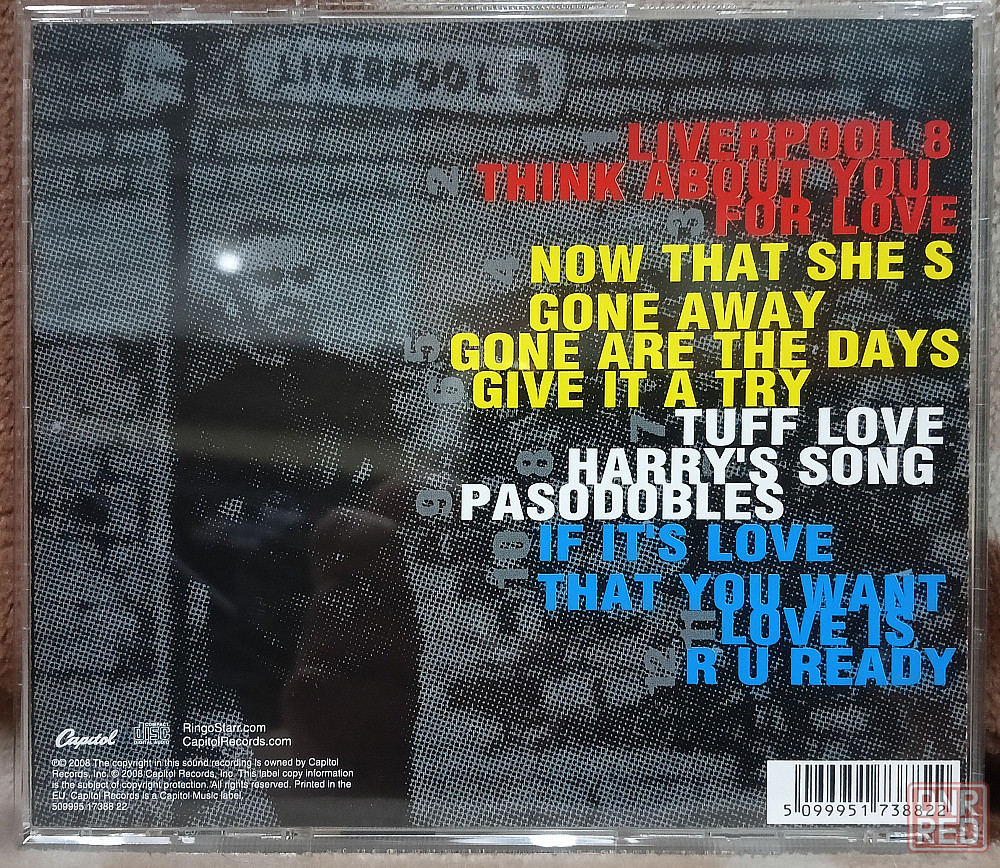 LIVERPOOL 8
1 LIVERPOOL 8
2 THINK ABOUT YOU
3 FOR LOVE
4 NOW THAT SHE S
GONE AWAY
5 GONE ARE THE DAYS
6 GIVE IT A TRY
7 TUFF LOVE
8 HARRY'S SONG
9 PASODOBLES
10 IF IT'S LOVE
THAT YOU WANT
11 LOVE IS
12 R U READY
Capitol
COMPACT
disc
DIGITAL AUDIO
RingoStarr.com
CapitolRecords.com
℗© 2008 The copyright in this sound recording is owned by Capitol
Records, Inc. © 2008 Capitol Records, Inc. This label copy information
is the subject of copyright protection. All rights reserved. Printed in the
EU. Capitol Records is a Capitol Music label.
509995 17388 22
5 099951 738822
PNR
RED